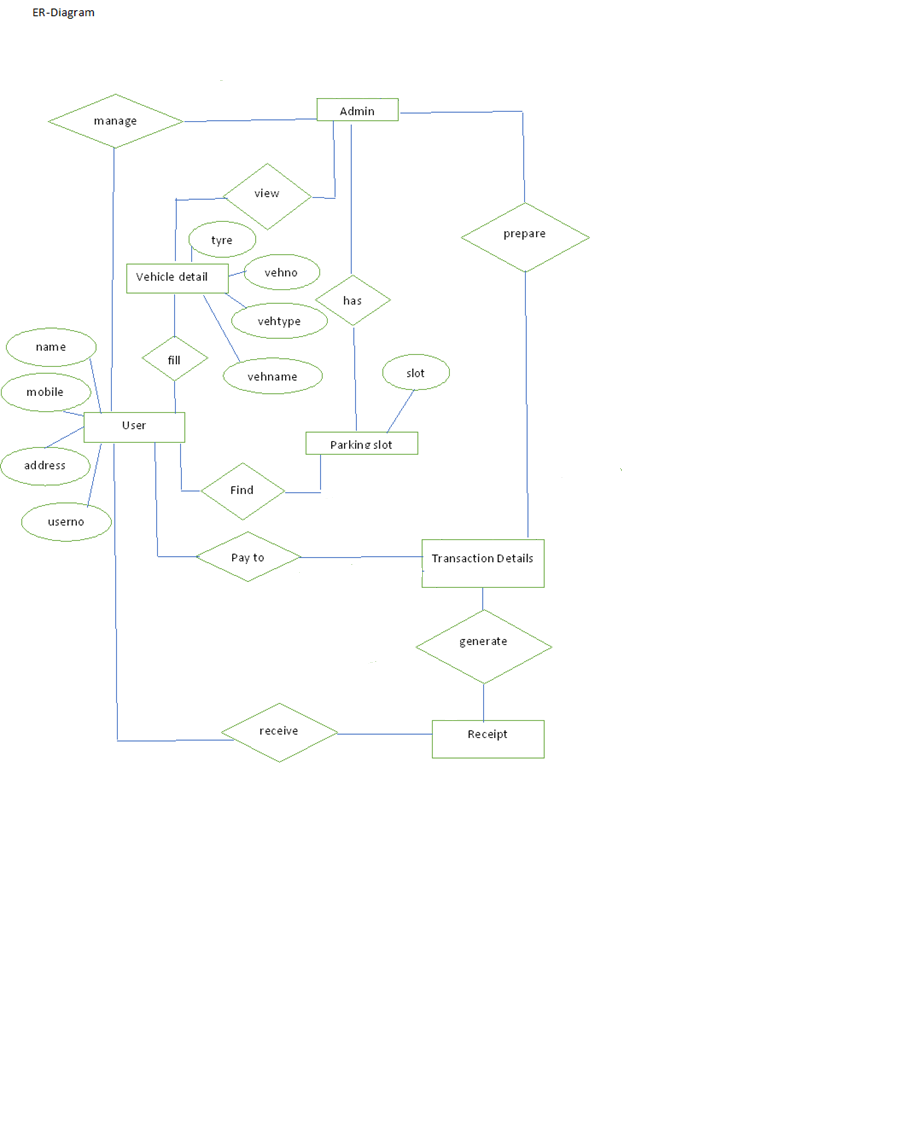 ER-Diagram
Admin
manage
view
prepare
tyre
vehno
Vehicle detail
has
vehtype
name
fill
slot
vehname
mobile
User
Parking slot
address
Find
userno
Pay to
Transaction Details
generate
receive
Receipt